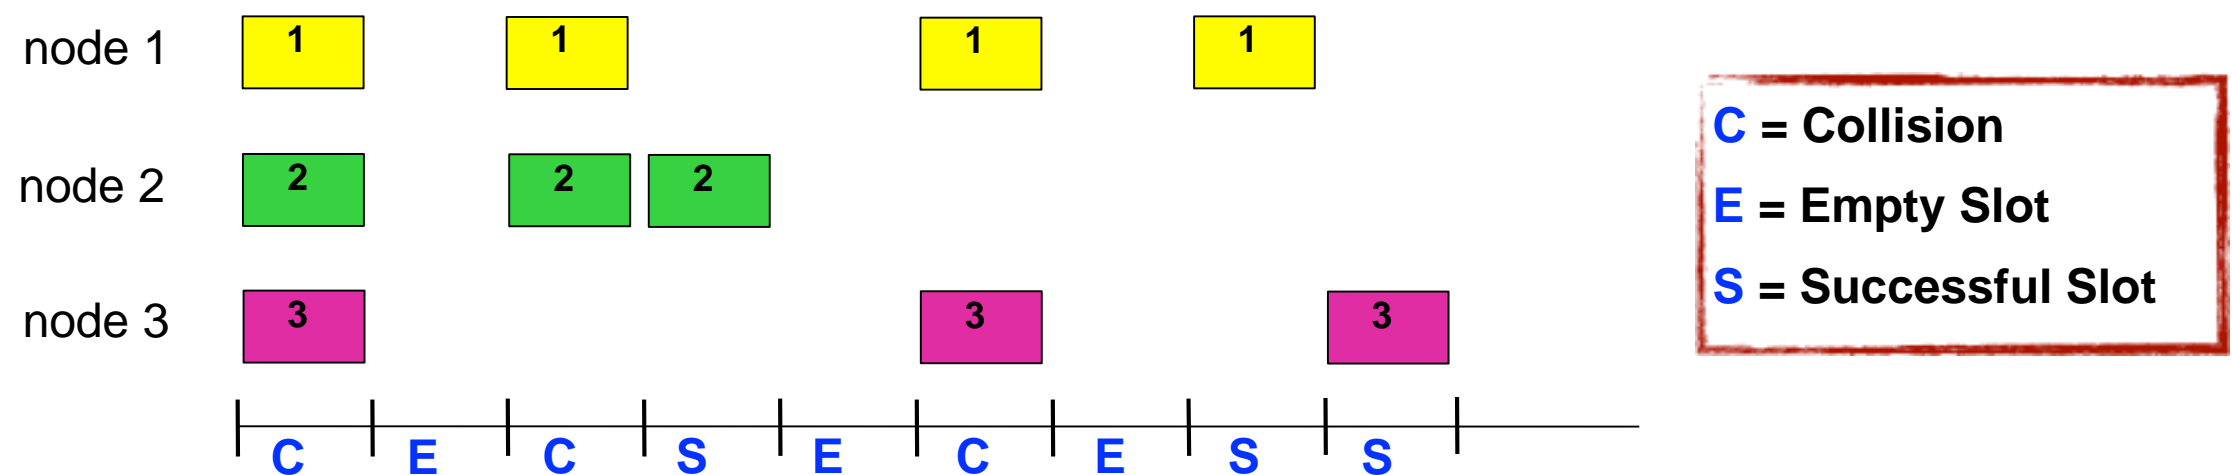 node 1 1 1 1 1
node 2 2 2 2
node 3 3 3 3
C E C S E C E S S
C = Collision
E = Empty Slot
S = Successful Slot